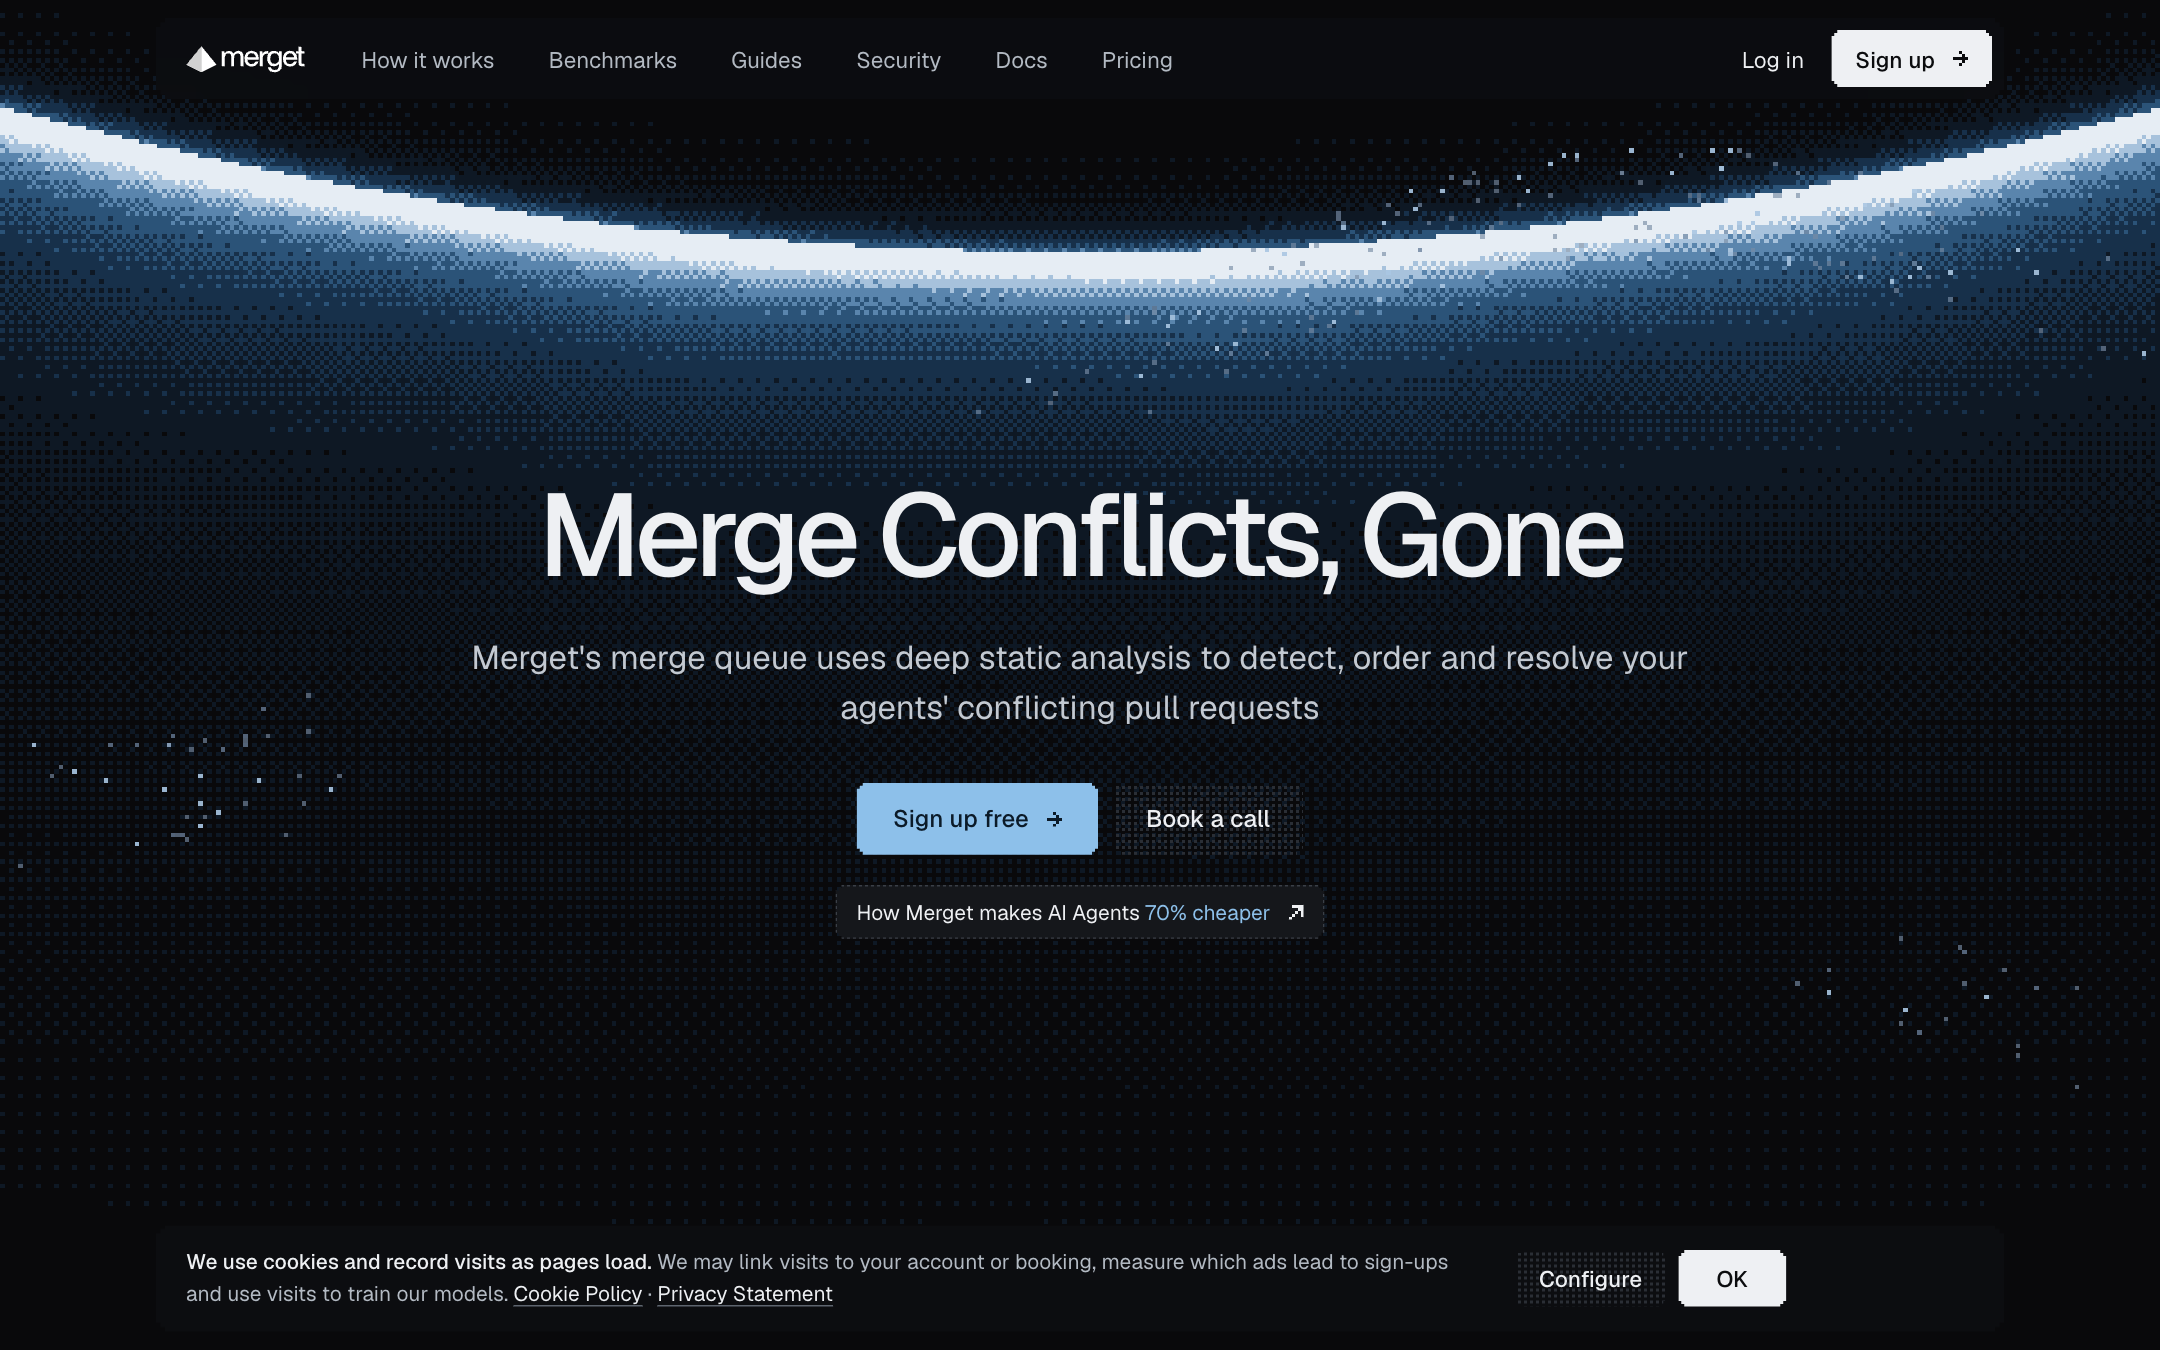 merget
How it works
Benchmarks
Guides
Security
Docs
Pricing
Log in
Sign up
Merge Conflicts, Gone
Merget's merge queue uses deep static analysis to detect, order and resolve your
agents' conflicting pull requests
Sign up free
Book a call
How Merget makes AI Agents 70% cheaper
We use cookies and record visits as pages load. We may link visits to your account or booking, measure which ads lead to sign-ups
and use visits to train our models. Cookie Policy · Privacy Statement
Configure
OK